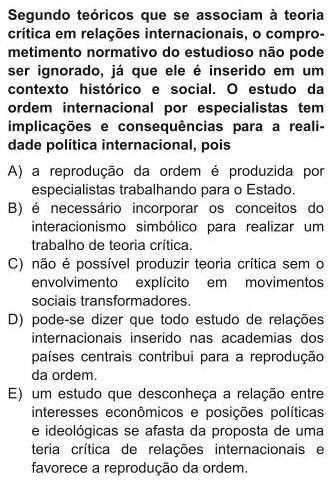 Segundo teóricos que se associam à teoria
crítica em relações internacionais, o compro-
metimento normativo do estudioso não pode
ser ignorado, já que ele é inserido em um
contexto histórico e social. O estudo da
ordem internacional por especialistas tem
implicações e consequências para a reali-
dade política internacional, pois
A) a reprodução da ordem é produzida por
especialistas trabalhando para o Estado.
B) é necessário incorporar os conceitos do
interacionismo simbólico para realizar um
trabalho de teoria crítica.
C) não é possível produzir teoria crítica sem o
envolvimento explícito em movimentos
sociais transformadores.
D) pode-se dizer que todo estudo de relações
internacionais inserido nas academias dos
países centrais contribui para a reprodução
da ordem.
E) um estudo que desconheça a relação entre
interesses econômicos e posições políticas
e ideológicas se afasta da proposta de uma
teria crítica de relações internacionais e
favorece a reprodução da ordem.